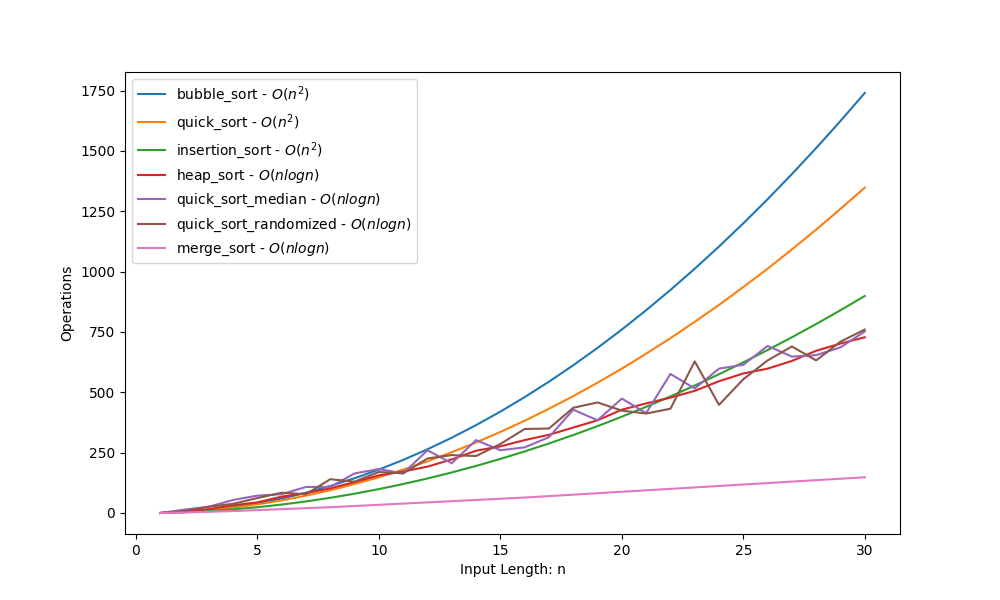 bubble_sort - O(n²)
quick_sort - O(n²)
insertion_sort - O(n²)
heap_sort - O(nlogn)
quick_sort_median - O(nlogn)
quick_sort_randomized - O(nlogn)
merge_sort - O(nlogn)
1750
1500
1250
1000
750
500
250
0
Operations
0 5 10 15 20 25 30
Input Length: n